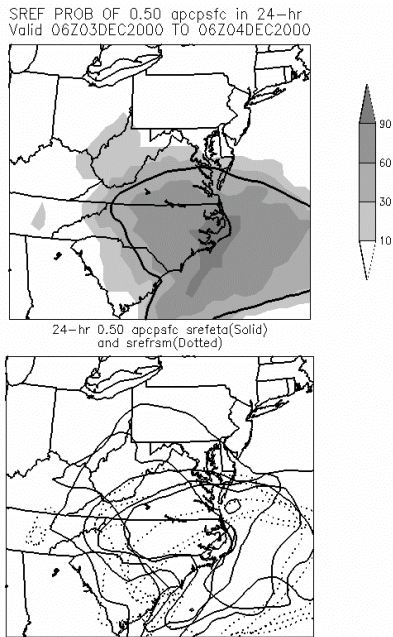 SREF PROB OF 0.50 apcpsfc in 24-hr
Valid 06Z03DEC2000 TO 06Z04DEC2000
90
60
30
10
24-hr 0.50 apcpsfc srefeta(Solid)
and srefrsm(Dotted)